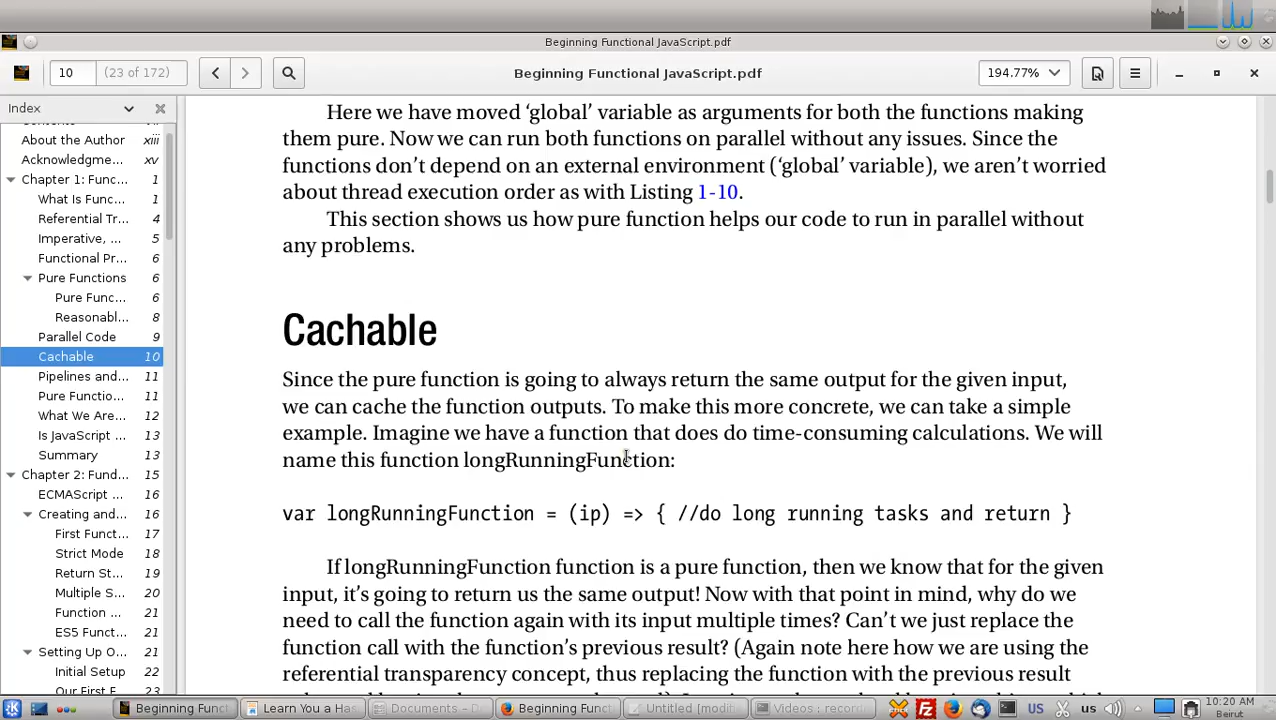 Beginning Functional JavaScript.pdf
10 (23 of 172)
Beginning Functional JavaScript.pdf
194.77%
Index
About the Author xiii
Acknowledgme... xv
Chapter 1: Func... 1
What Is Func... 1
Referential Tr... 4
Imperative, ... 5
Functional Pr... 6
Pure Functions 6
Pure Func... 6
Reasonabl... 8
Parallel Code 9
Cachable 10
Pipelines and... 11
Pure Functio... 11
What We Are... 12
Is JavaScript ... 13
Summary 13
Chapter 2: Fund... 15
ECMAScript ... 16
Creating and... 16
First Funct... 17
Strict Mode 18
Return St... 19
Multiple S... 20
Function ... 21
ES5 Funct... 21
Setting Up O... 21
Initial Setup 22
Our First F... 23
Here we have moved ‘global’ variable as arguments for both the functions making
them pure. Now we can run both functions on parallel without any issues. Since the
functions don’t depend on an external environment (‘global’ variable), we aren’t worried
about thread execution order as with Listing 1-10.
This section shows us how pure function helps our code to run in parallel without
any problems.
Cachable
Since the pure function is going to always return the same output for the given input,
we can cache the function outputs. To make this more concrete, we can take a simple
example. Imagine we have a function that does do time-consuming calculations. We will
name this function longRunningFunction:
var longRunningFunction = (ip) => { //do long running tasks and return }
If longRunningFunction function is a pure function, then we know that for the given
input, it’s going to return us the same output! Now with that point in mind, why do we
need to call the function again with its input multiple times? Can’t we just replace the
function call with the function’s previous result? (Again note here how we are using the
referential transparency concept, thus replacing the function with the previous result
Beginning Funct
Learn You a Has
Documents – D
Beginning Funct
Untitled [modif
Videos : record
US
us
10:20 AM
Beirut